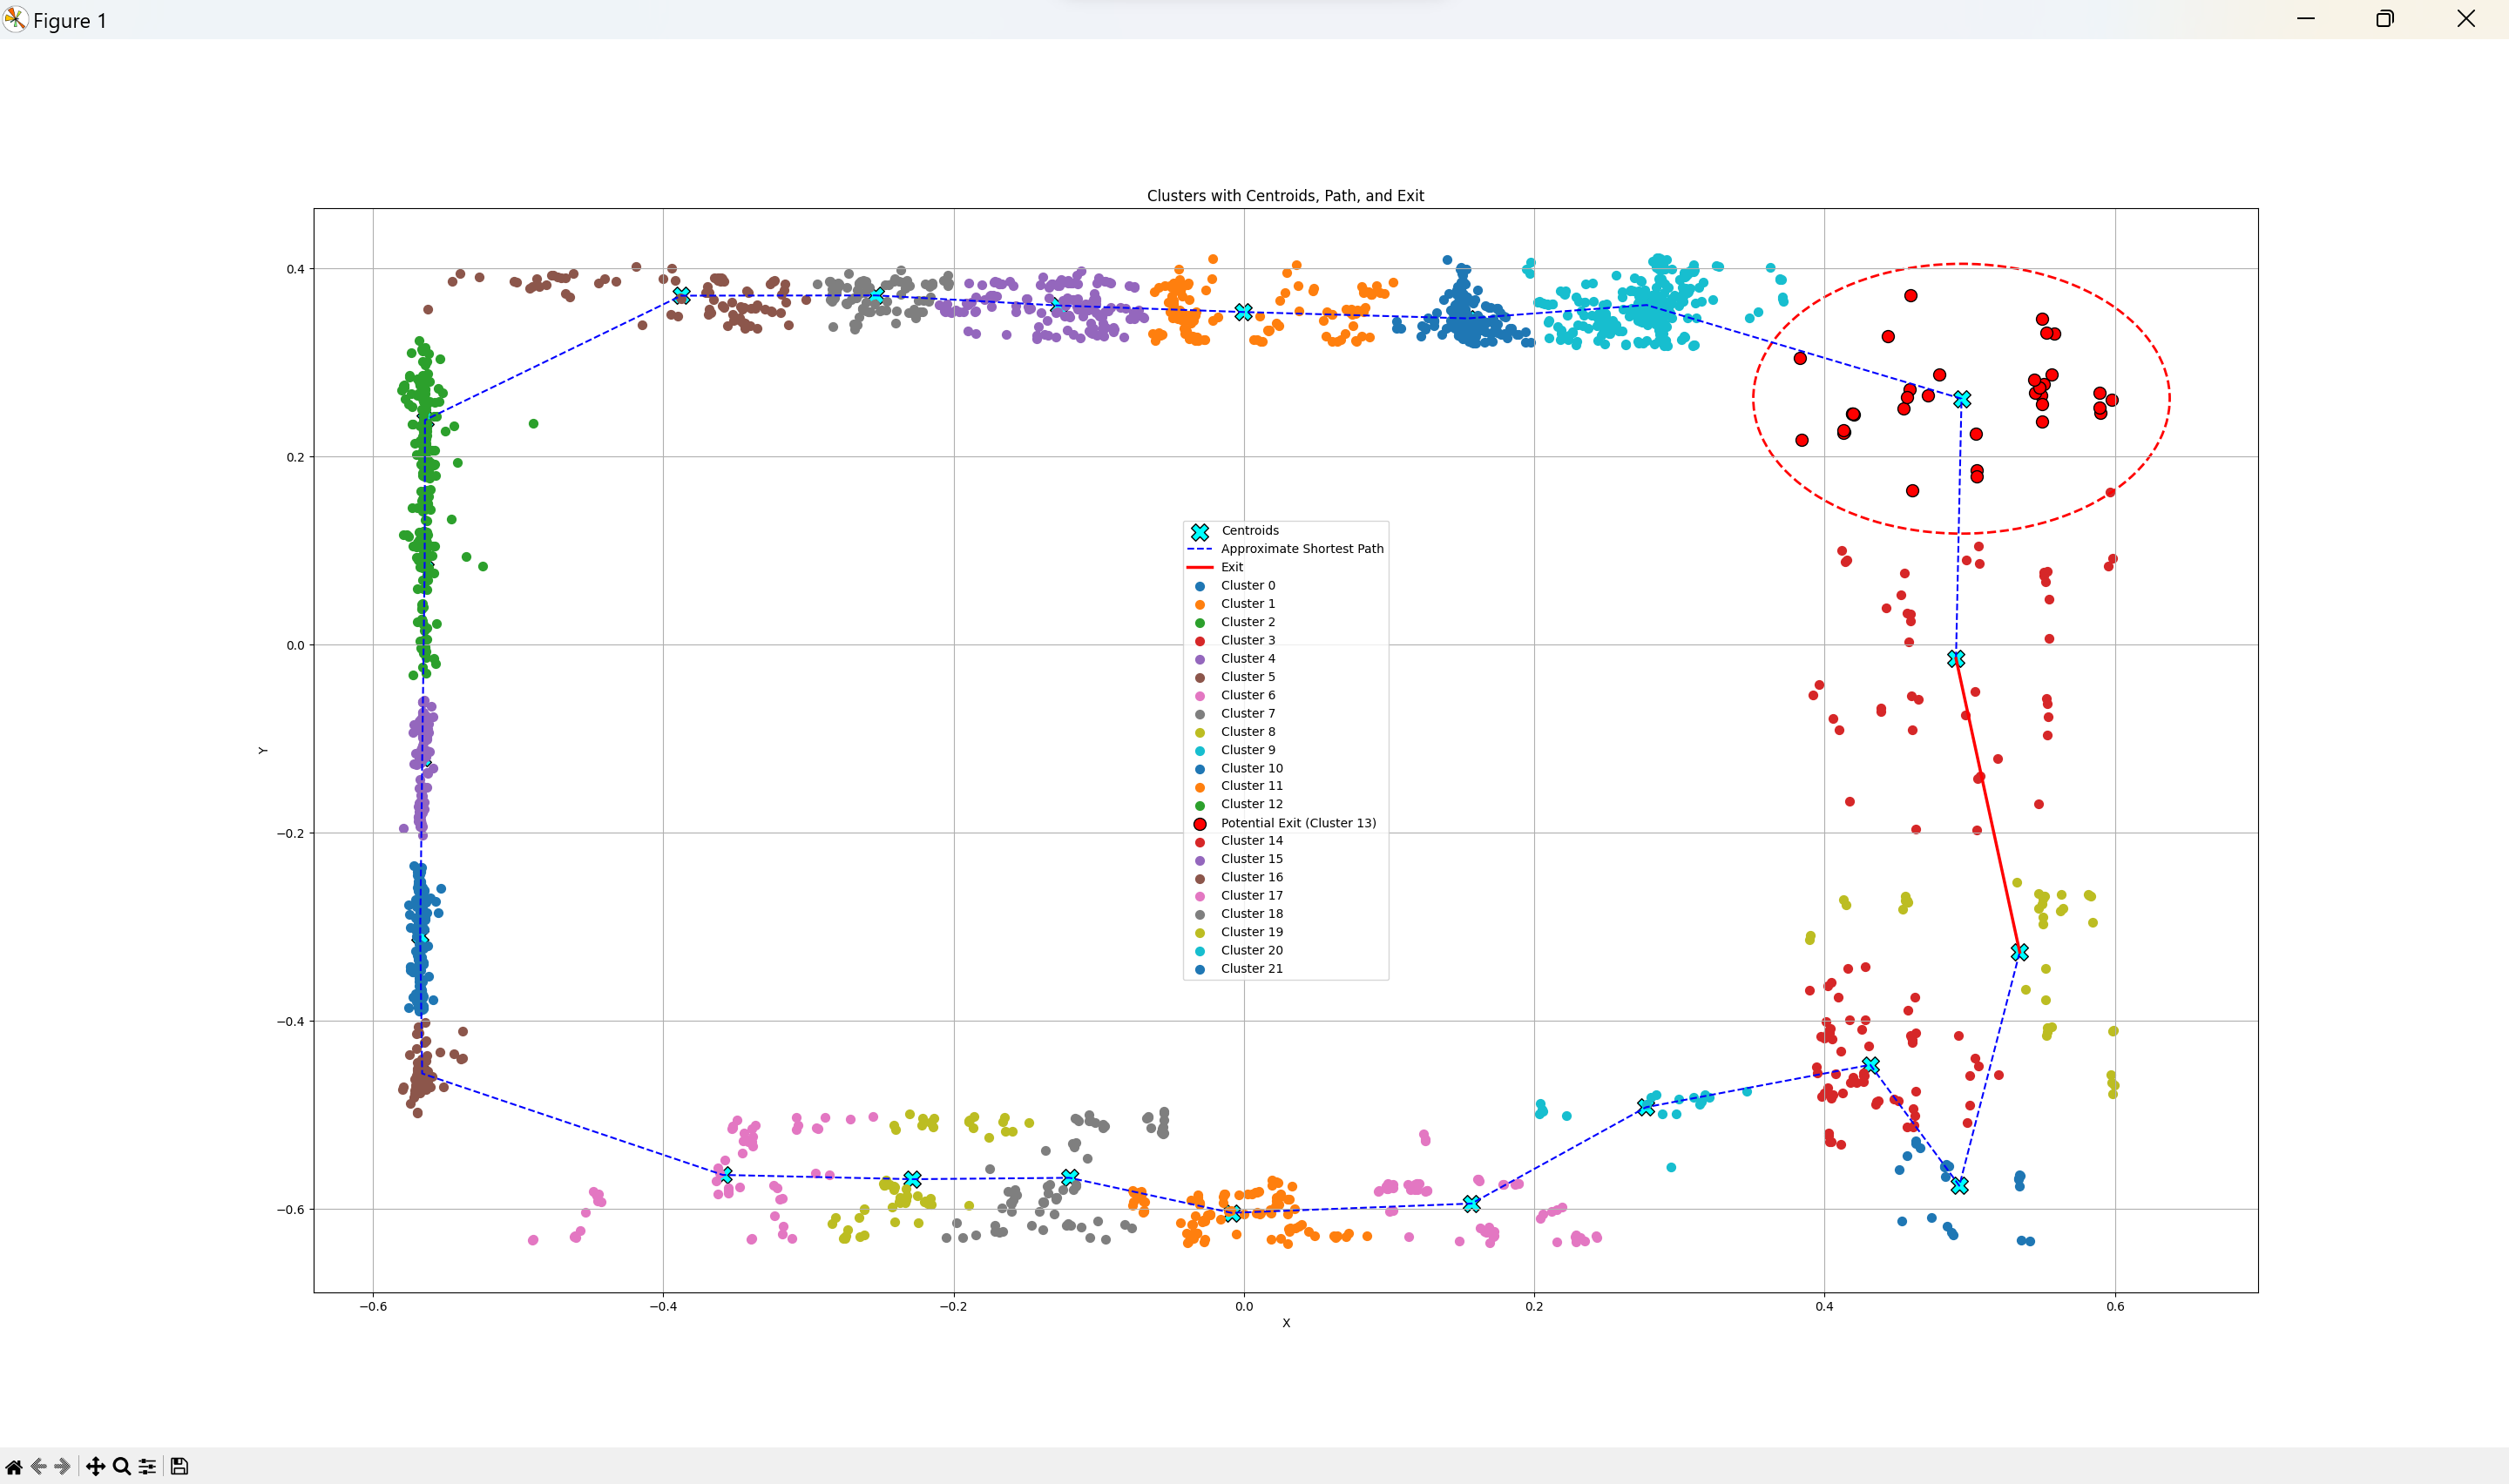 Figure 1
Clusters with Centroids, Path, and Exit
0.4
0.2
0.0
−0.2
−0.4
−0.6
Y
Centroids
Approximate Shortest Path
Exit
Cluster 0
Cluster 1
Cluster 2
Cluster 3
Cluster 4
Cluster 5
Cluster 6
Cluster 7
Cluster 8
Cluster 9
Cluster 10
Cluster 11
Cluster 12
Potential Exit (Cluster 13)
Cluster 14
Cluster 15
Cluster 16
Cluster 17
Cluster 18
Cluster 19
Cluster 20
Cluster 21
−0.6 −0.4 −0.2 0.0 0.2 0.4 0.6
X